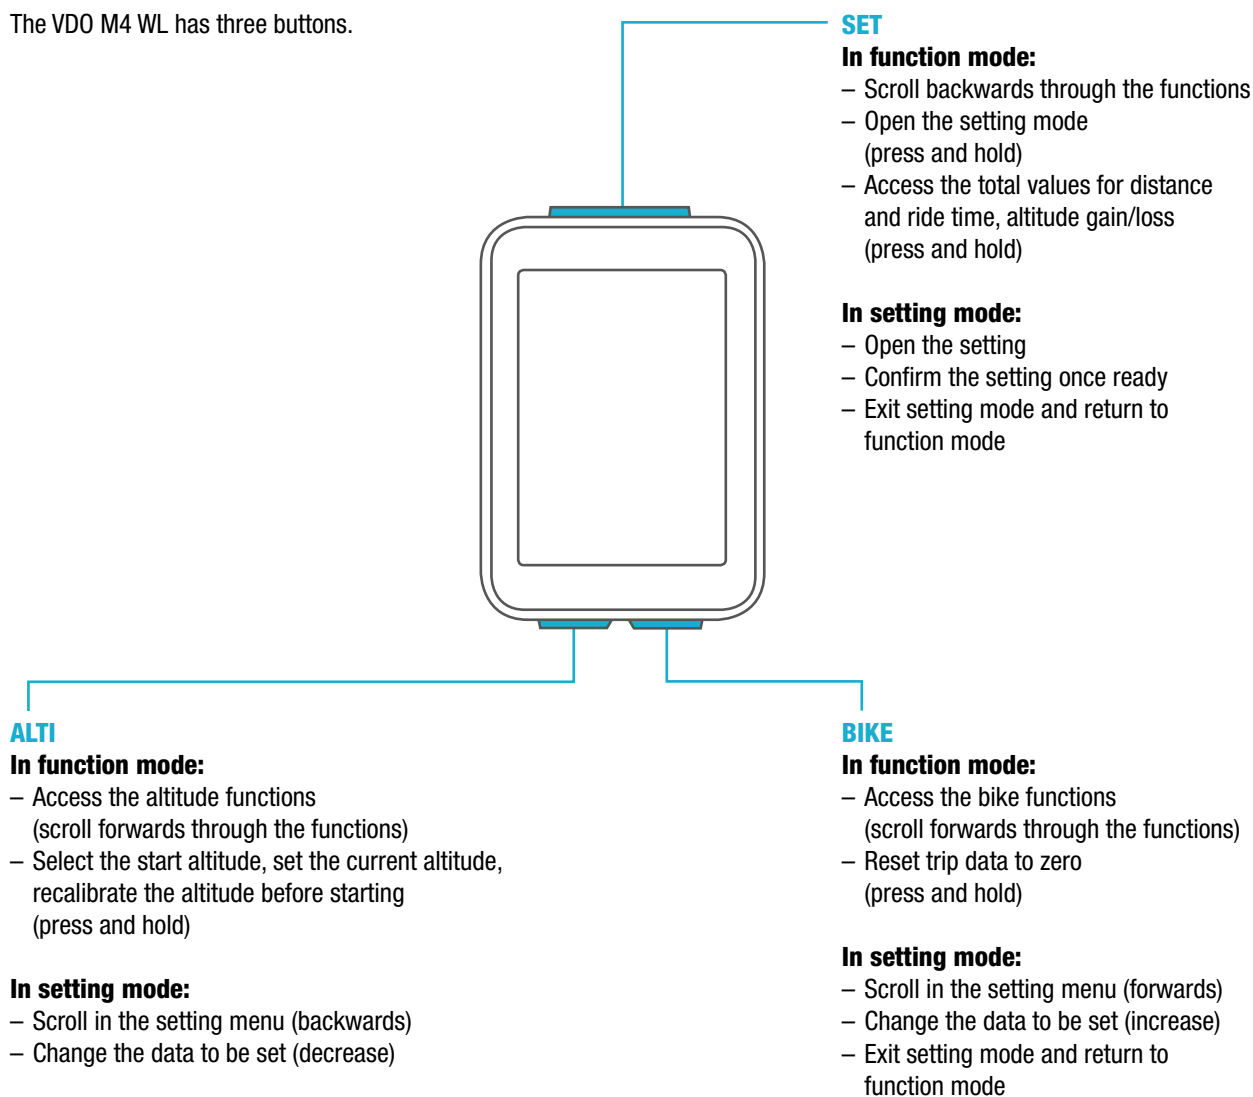 The VDO M4 WL has three buttons.
SET
In function mode:
– Scroll backwards through the functions
– Open the setting mode
(press and hold)
– Access the total values for distance
and ride time, altitude gain/loss
(press and hold)
In setting mode:
– Open the setting
– Confirm the setting once ready
– Exit setting mode and return to
function mode
ALTI
In function mode:
– Access the altitude functions
(scroll forwards through the functions)
– Select the start altitude, set the current altitude,
recalibrate the altitude before starting
(press and hold)
In setting mode:
– Scroll in the setting menu (backwards)
– Change the data to be set (decrease)
BIKE
In function mode:
– Access the bike functions
(scroll forwards through the functions)
– Reset trip data to zero
(press and hold)
In setting mode:
– Scroll in the setting menu (forwards)
– Change the data to be set (increase)
– Exit setting mode and return to
function mode